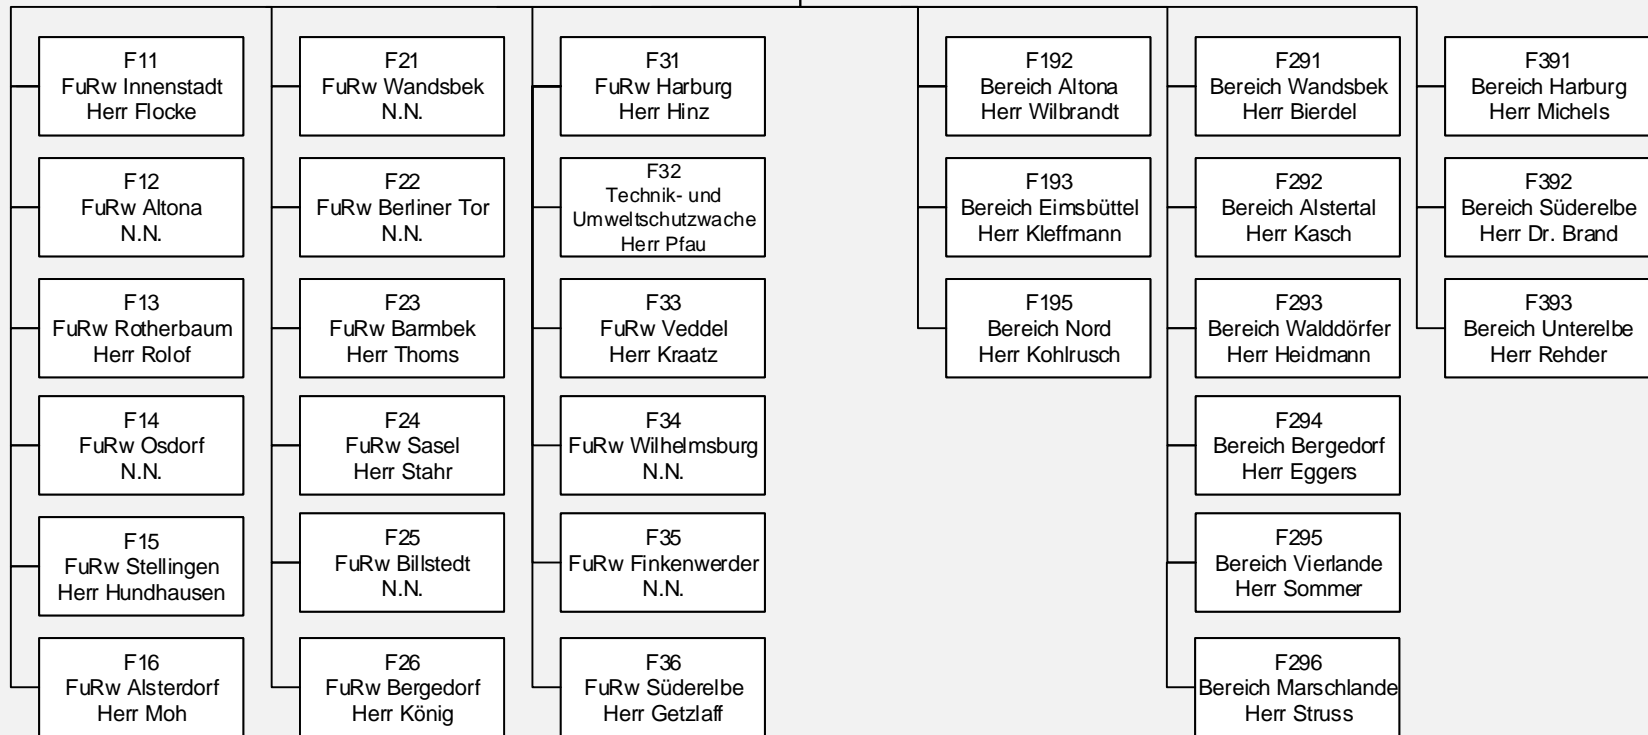 F11
FuRw Innenstadt
Herr Flocke
F12
FuRw Altona
N.N.
F13
FuRw Rotherbaum
Herr Rolof
F14
FuRw Osdorf
N.N.
F15
FuRw Stellingen
Herr Hundhausen
F16
FuRw Alsterdorf
Herr Moh
F21
FuRw Wandsbek
N.N.
F22
FuRw Berliner Tor
N.N.
F23
FuRw Barmbek
Herr Thoms
F24
FuRw Sasel
Herr Stahr
F25
FuRw Billstedt
N.N.
F26
FuRw Bergedorf
Herr König
F31
FuRw Harburg
Herr Hinz
F32
Technik- und
Umweltschutzwache
Herr Pfau
F33
FuRw Veddel
Herr Kraatz
F34
FuRw Wilhelmsburg
N.N.
F35
FuRw Finkenwerder
N.N.
F36
FuRw Süderelbe
Herr Getzlaff
F192
Bereich Altona
Herr Wilbrandt
F193
Bereich Eimsbüttel
Herr Kleffmann
F195
Bereich Nord
Herr Kohlrusch
F291
Bereich Wandsbek
Herr Bierdel
F292
Bereich Alstertal
Herr Kasch
F293
Bereich Walddörfer
Herr Heidmann
F294
Bereich Bergedorf
Herr Eggers
F295
Bereich Vierlande
Herr Sommer
F296
Bereich Marschlande
Herr Struss
F391
Bereich Harburg
Herr Michels
F392
Bereich Süderelbe
Herr Dr. Brand
F393
Bereich Unterelbe
Herr Rehder